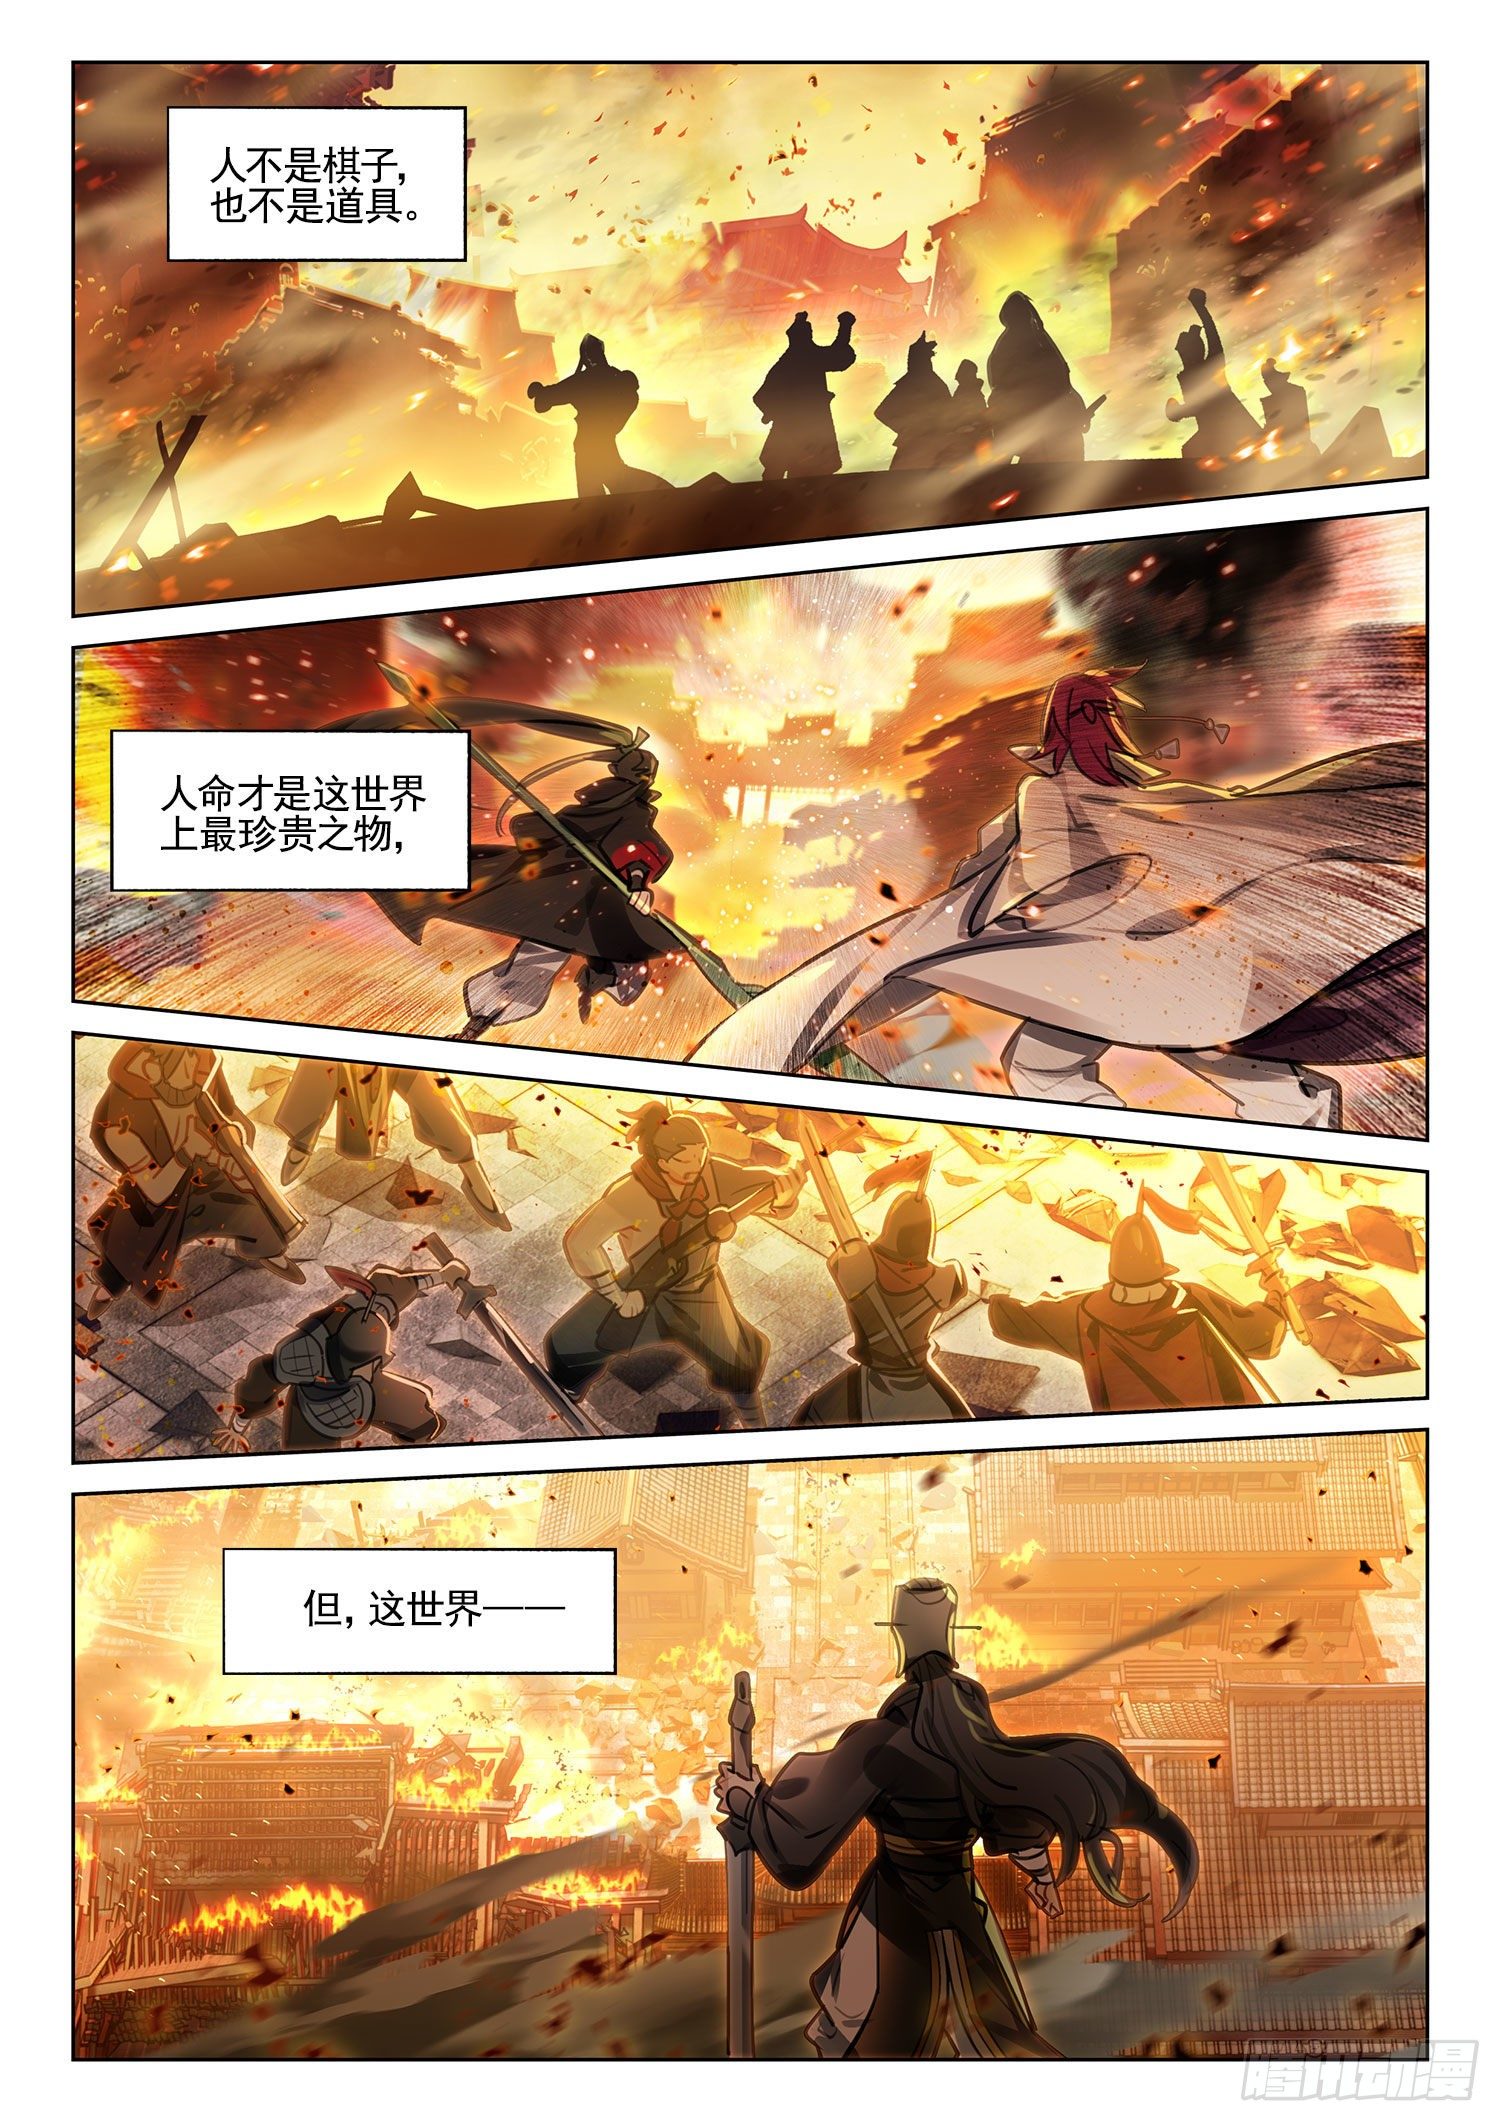 人不是棋子，
也不是道具。
人命才是这世界
上最珍贵之物，
但，这世界——
腾讯动漫